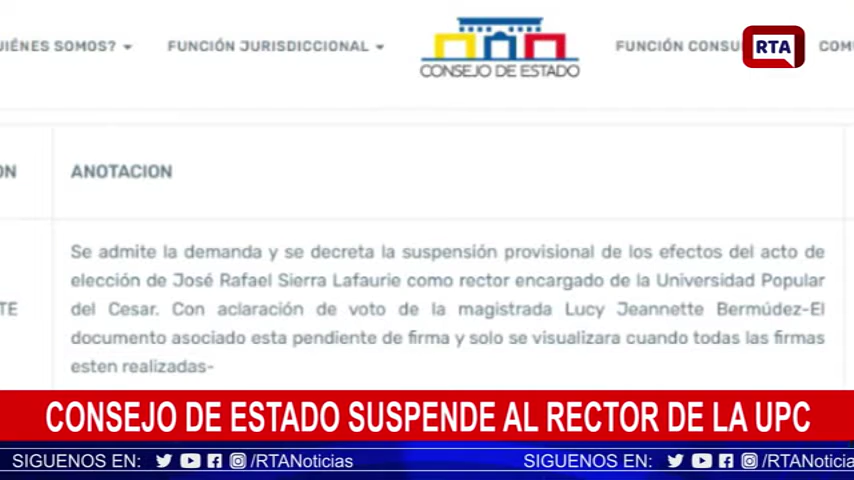 UIÉNES SOMOS?
FUNCIÓN JURISDICCIONAL
CONSEJO DE ESTADO
FUNCIÓN CONSU
RTA
COM
ON
ANOTACION
Se admite la demanda y se decreta la suspensión provisional de los efectos del acto de
elección de José Rafael Sierra Lafaurie como rector encargado de la Universidad Popular
TE
del Cesar. Con aclaración de voto de la magistrada Lucy Jeannette Bermúdez-El
documento asociado esta pendiente de firma y solo se visualizara cuando todas las firmas
esten realizadas-
CONSEJO DE ESTADO SUSPENDE AL RECTOR DE LA UPC
SIGUENOS EN: /RTANoticias
SIGUENOS EN: /RTANoticia